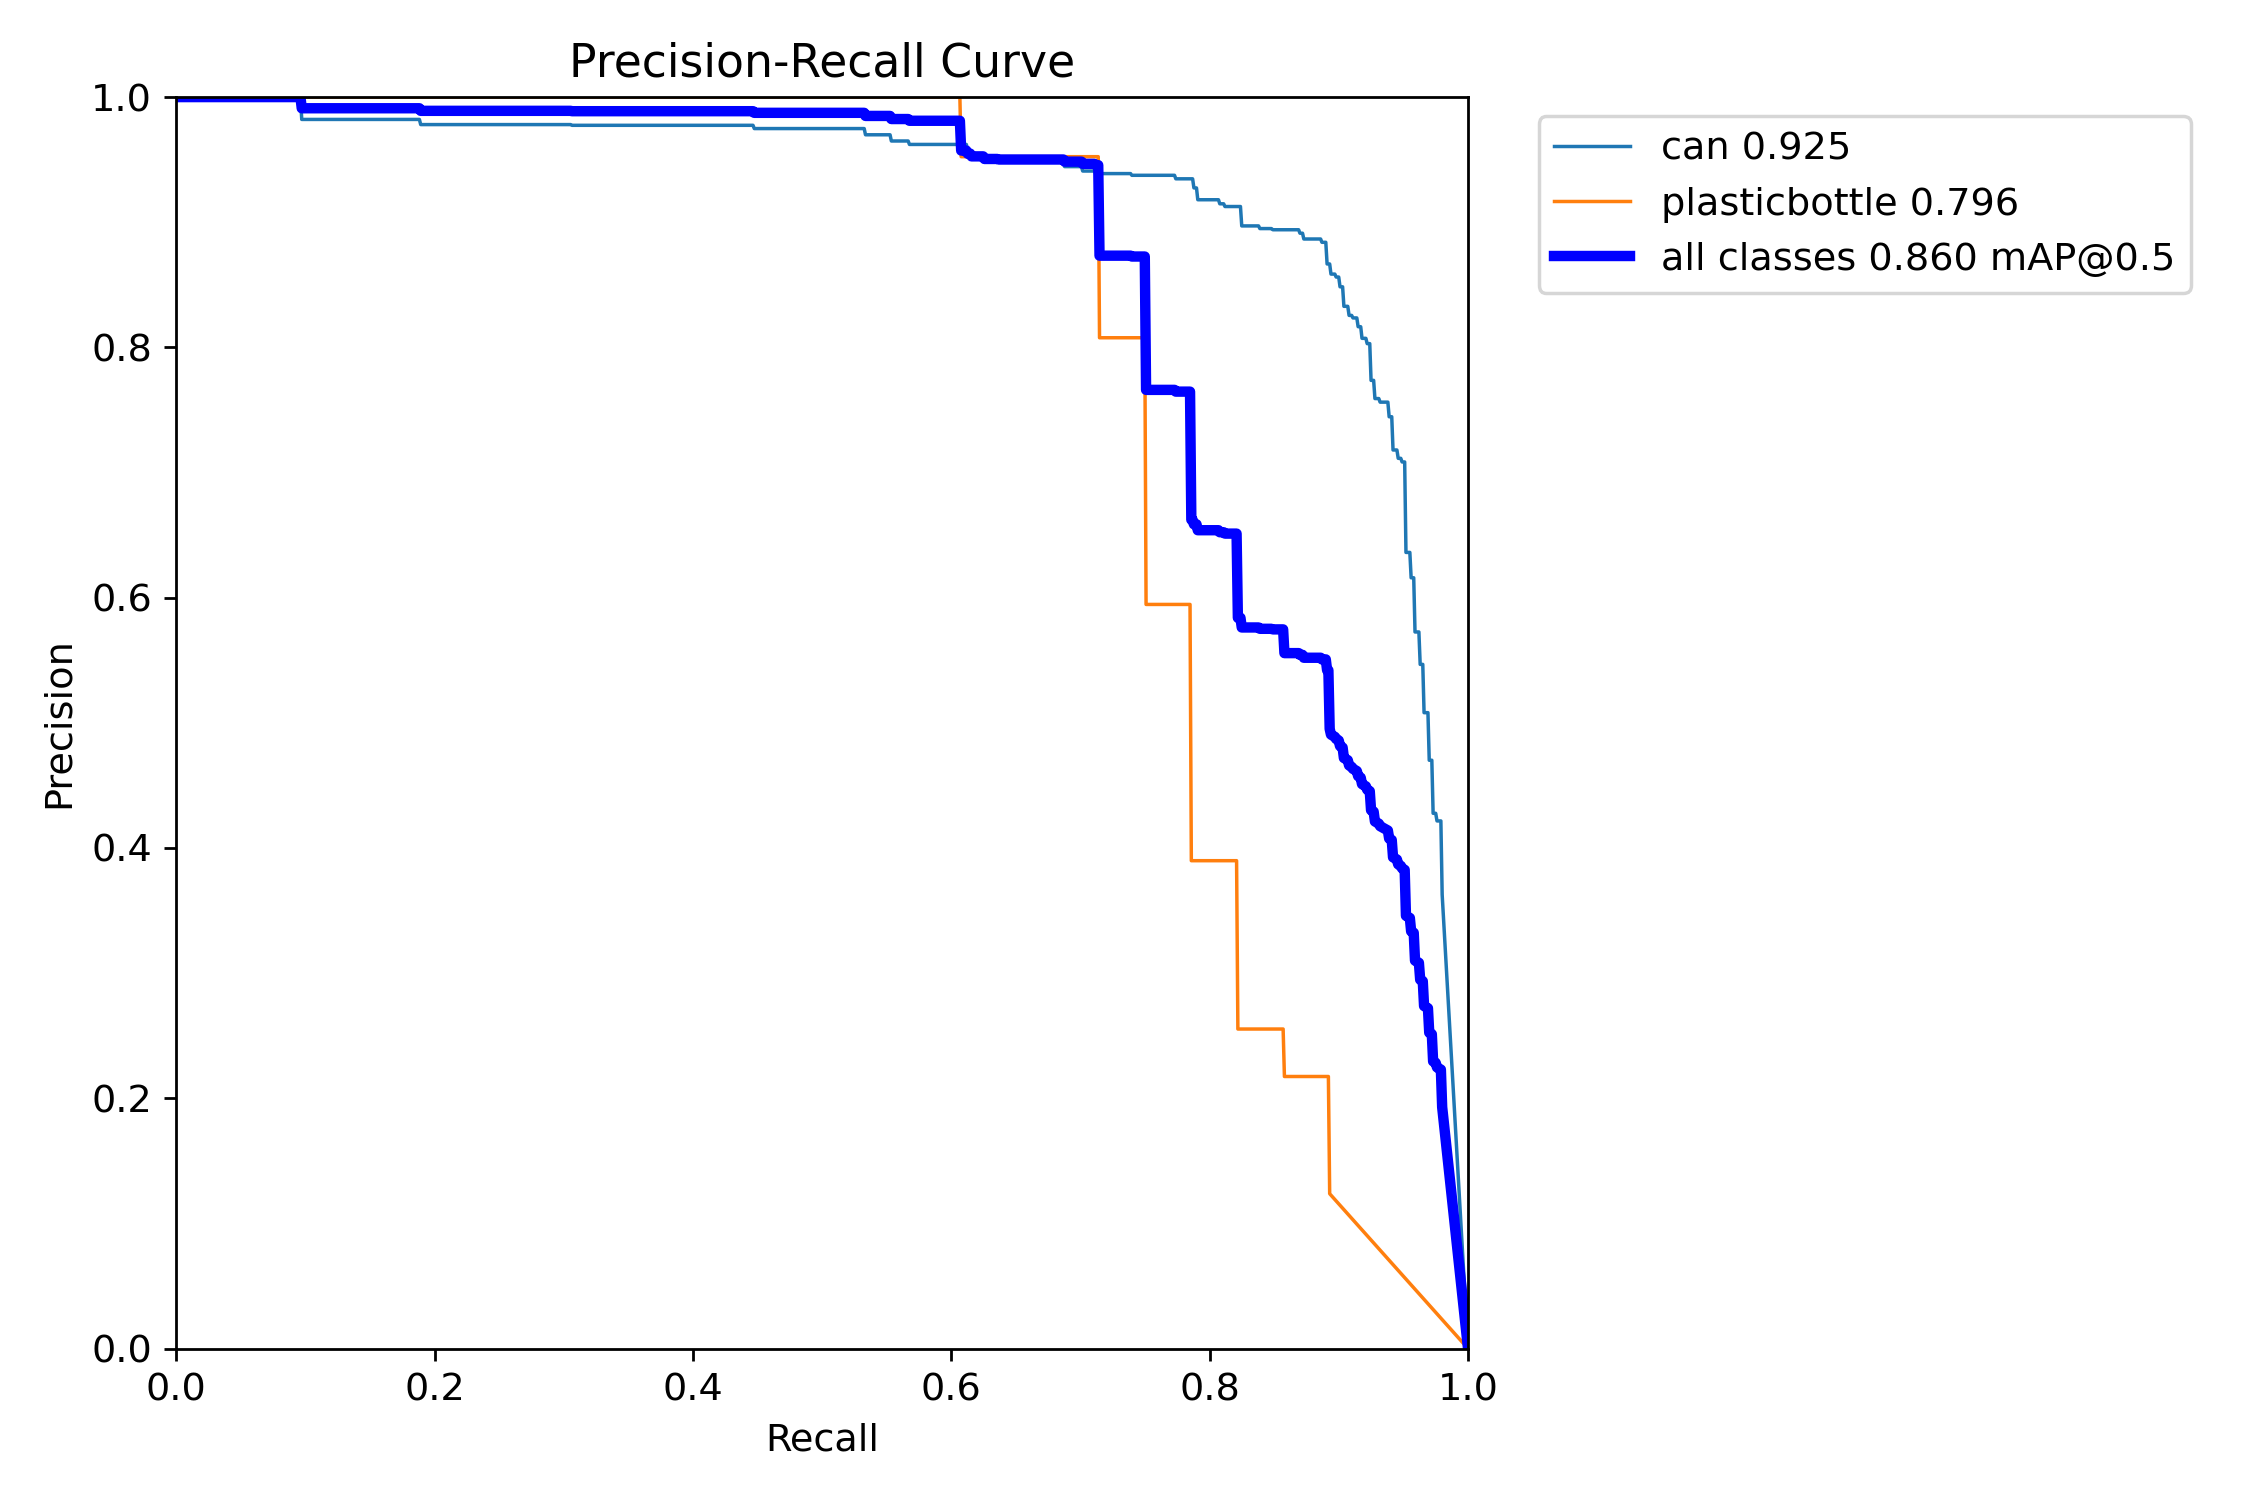 Precision-Recall Curve
1.0
0.8
0.6
0.4
0.2
0.0
Precision
0.0 0.2 0.4 0.6 0.8 1.0
Recall
can 0.925
plasticbottle 0.796
all classes 0.860 mAP@0.5